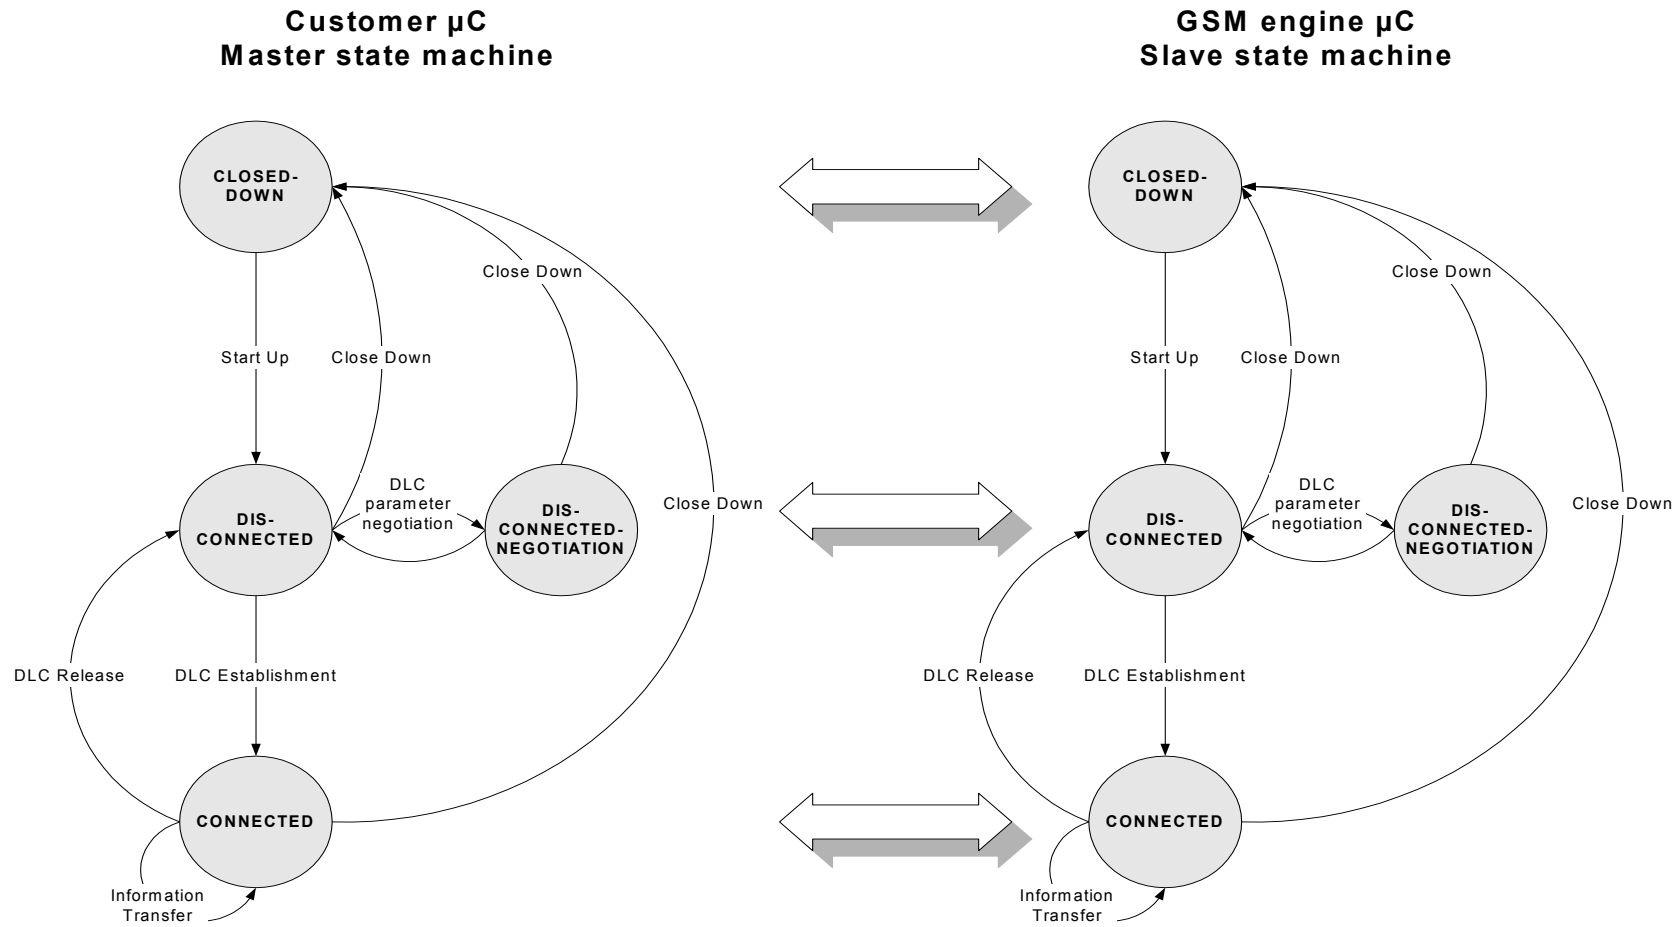 Customer µC
Master state machine
CLOSED-
DOWN
Close Down
Start Up
Close Down
DLC
parameter
negotiation
Close Down
DIS-
CONNECTED
DIS-
CONNECTED-
NEGOTIATION
DLC Release
DLC Establishment
CONNECTED
Information
Transfer
GSM engine µC
Slave state machine
CLOSED-
DOWN
Close Down
Start Up
Close Down
DLC
parameter
negotiation
Close Down
DIS-
CONNECTED
DIS-
CONNECTED-
NEGOTIATION
DLC Release
DLC Establishment
CONNECTED
Information
Transfer